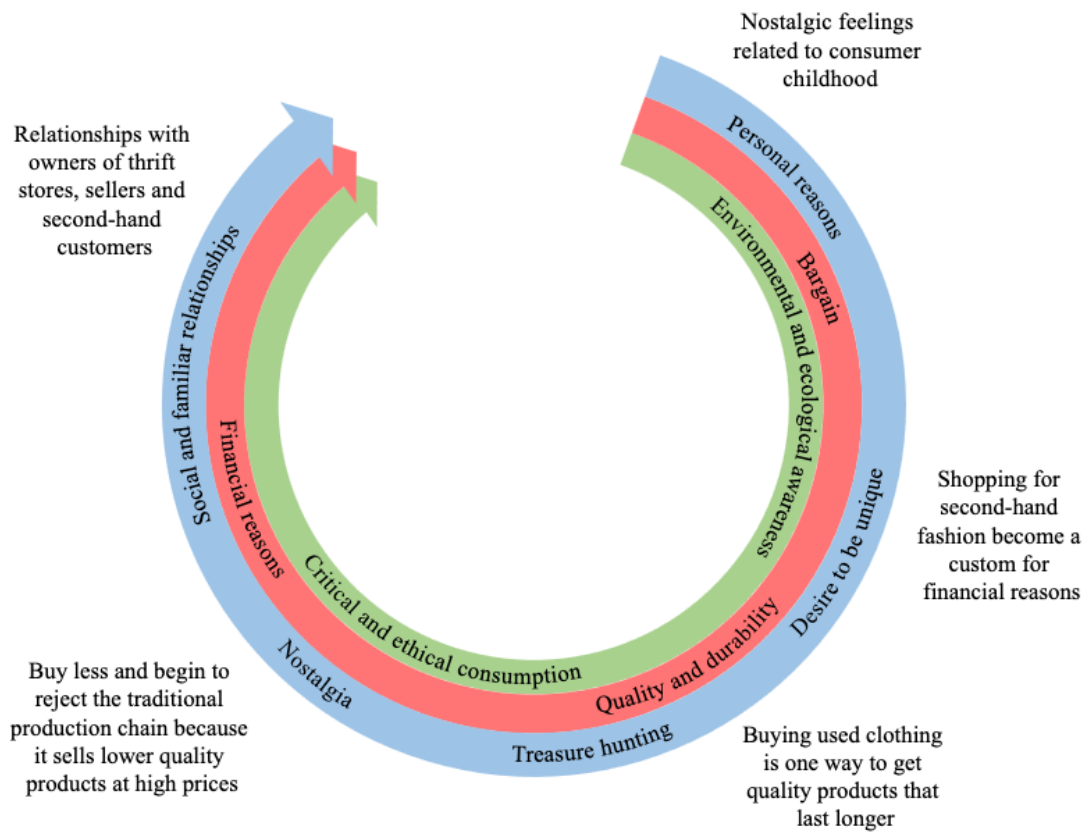 Nostalgic feelings
related to consumer
childhood
Relationships with
owners of thrift
stores, sellers and
second-hand
customers
Personal reasons
Environmental and ecological awareness
Bargain
Social and familiar relationships
Financial reasons
Desire to be unique
Shopping for
second-hand
fashion become a
custom for
financial reasons
Critical and ethical consumption
Quality and durability
Nostalgia
Treasure hunting
Buy less and begin to
reject the traditional
production chain because
it sells lower quality
products at high prices
Buying used clothing
is one way to get
quality products that
last longer